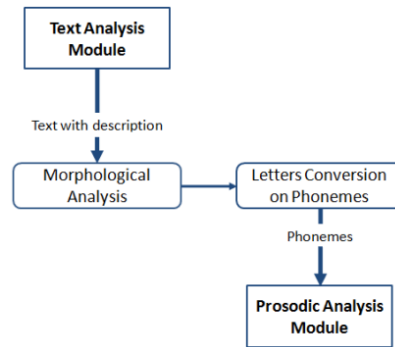 Text Analysis
Module
Text with description
Morphological
Analysis
Letters Conversion
on Phonemes
Phonemes
Prosodic Analysis
Module